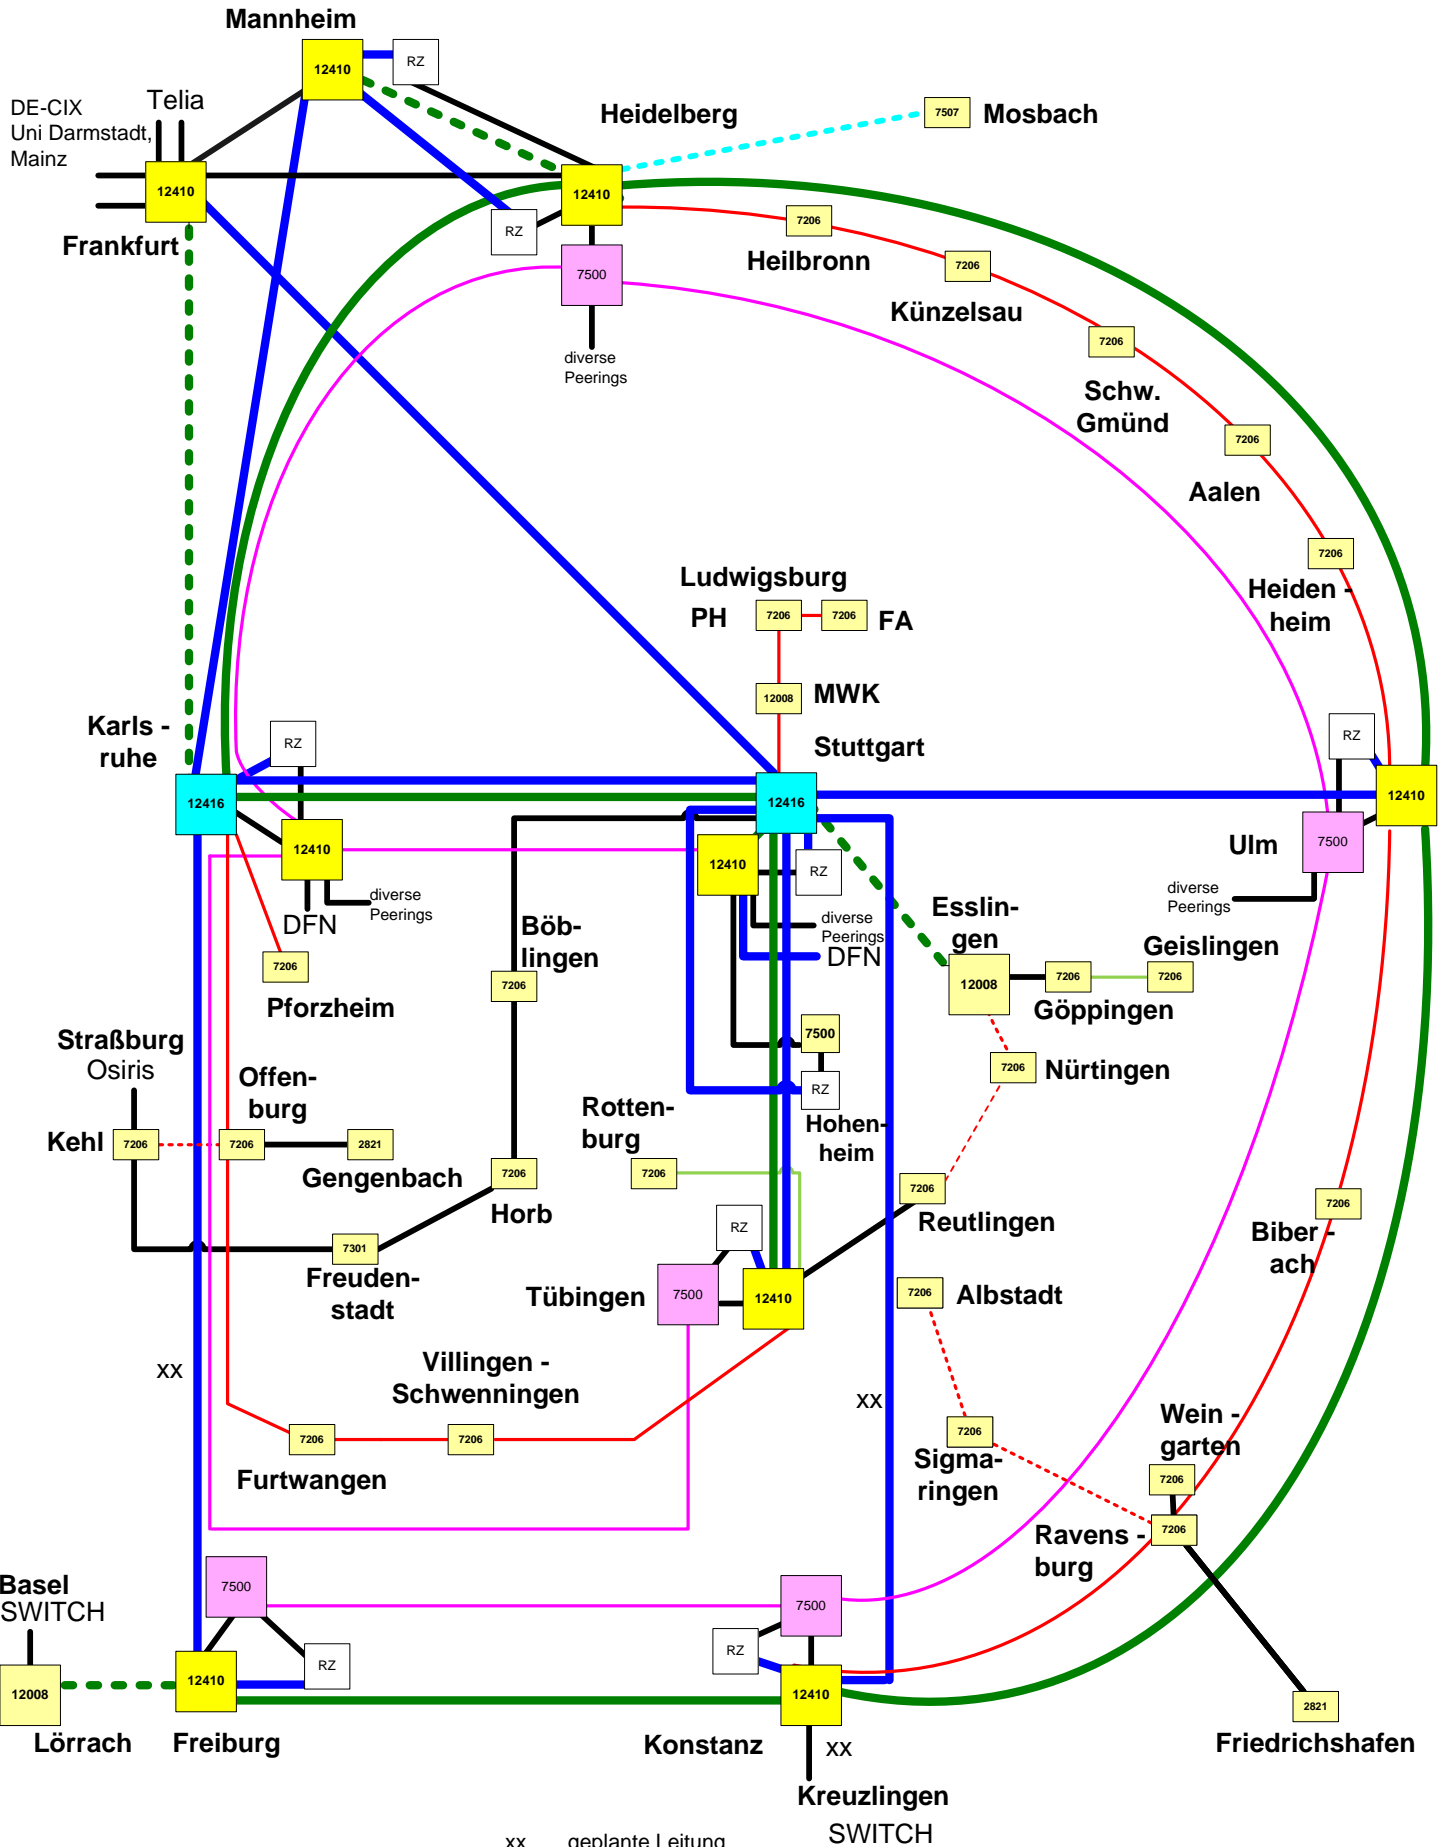 Mannheim
12410
RZ
DE-CIX
Uni Darmstadt,
Mainz
Telia
12410
Frankfurt
Heidelberg
7507
Mosbach
12410
RZ
7500
diverse
Peerings
7206
Heilbronn
7206
Künzelsau
7206
Schw.
Gmünd
7206
Aalen
7206
Heiden -
heim
Ludwigsburg
PH
7206
7206
FA
12008
MWK
Stuttgart
Karls -
ruhe
RZ
12416
12410
diverse
Peerings
DFN
7206
Pforzheim
12416
12410
RZ
diverse
Peerings
DFN
RZ
12410
7500
Ulm
diverse
Peerings
Böb-
lingen
7206
Esslin-
gen
12008
7206
Göppingen
Geislingen
7206
7206
Nürtingen
7500
RZ
Hohen-
heim
Straßburg
Osiris
Kehl
7206
Offen-
burg
7206
2821
Gengenbach
Rotten-
burg
7206
7206
Horb
7206
Reutlingen
7301
Freuden-
stadt
RZ
Tübingen
7500
12410
7206
Biber -
ach
7206
Albstadt
xx
Villingen -
Schwenningen
7206
7206
Furtwangen
xx
7206
Sigma-
ringen
Wein -
garten
7206
Ravens -
burg
7206
Basel
SWITCH
12008
Lörrach
7500
12410
RZ
Freiburg
7500
RZ
12410
Konstanz
xx
Kreuzlingen
SWITCH
2821
Friedrichshafen
xx geplante Leitung